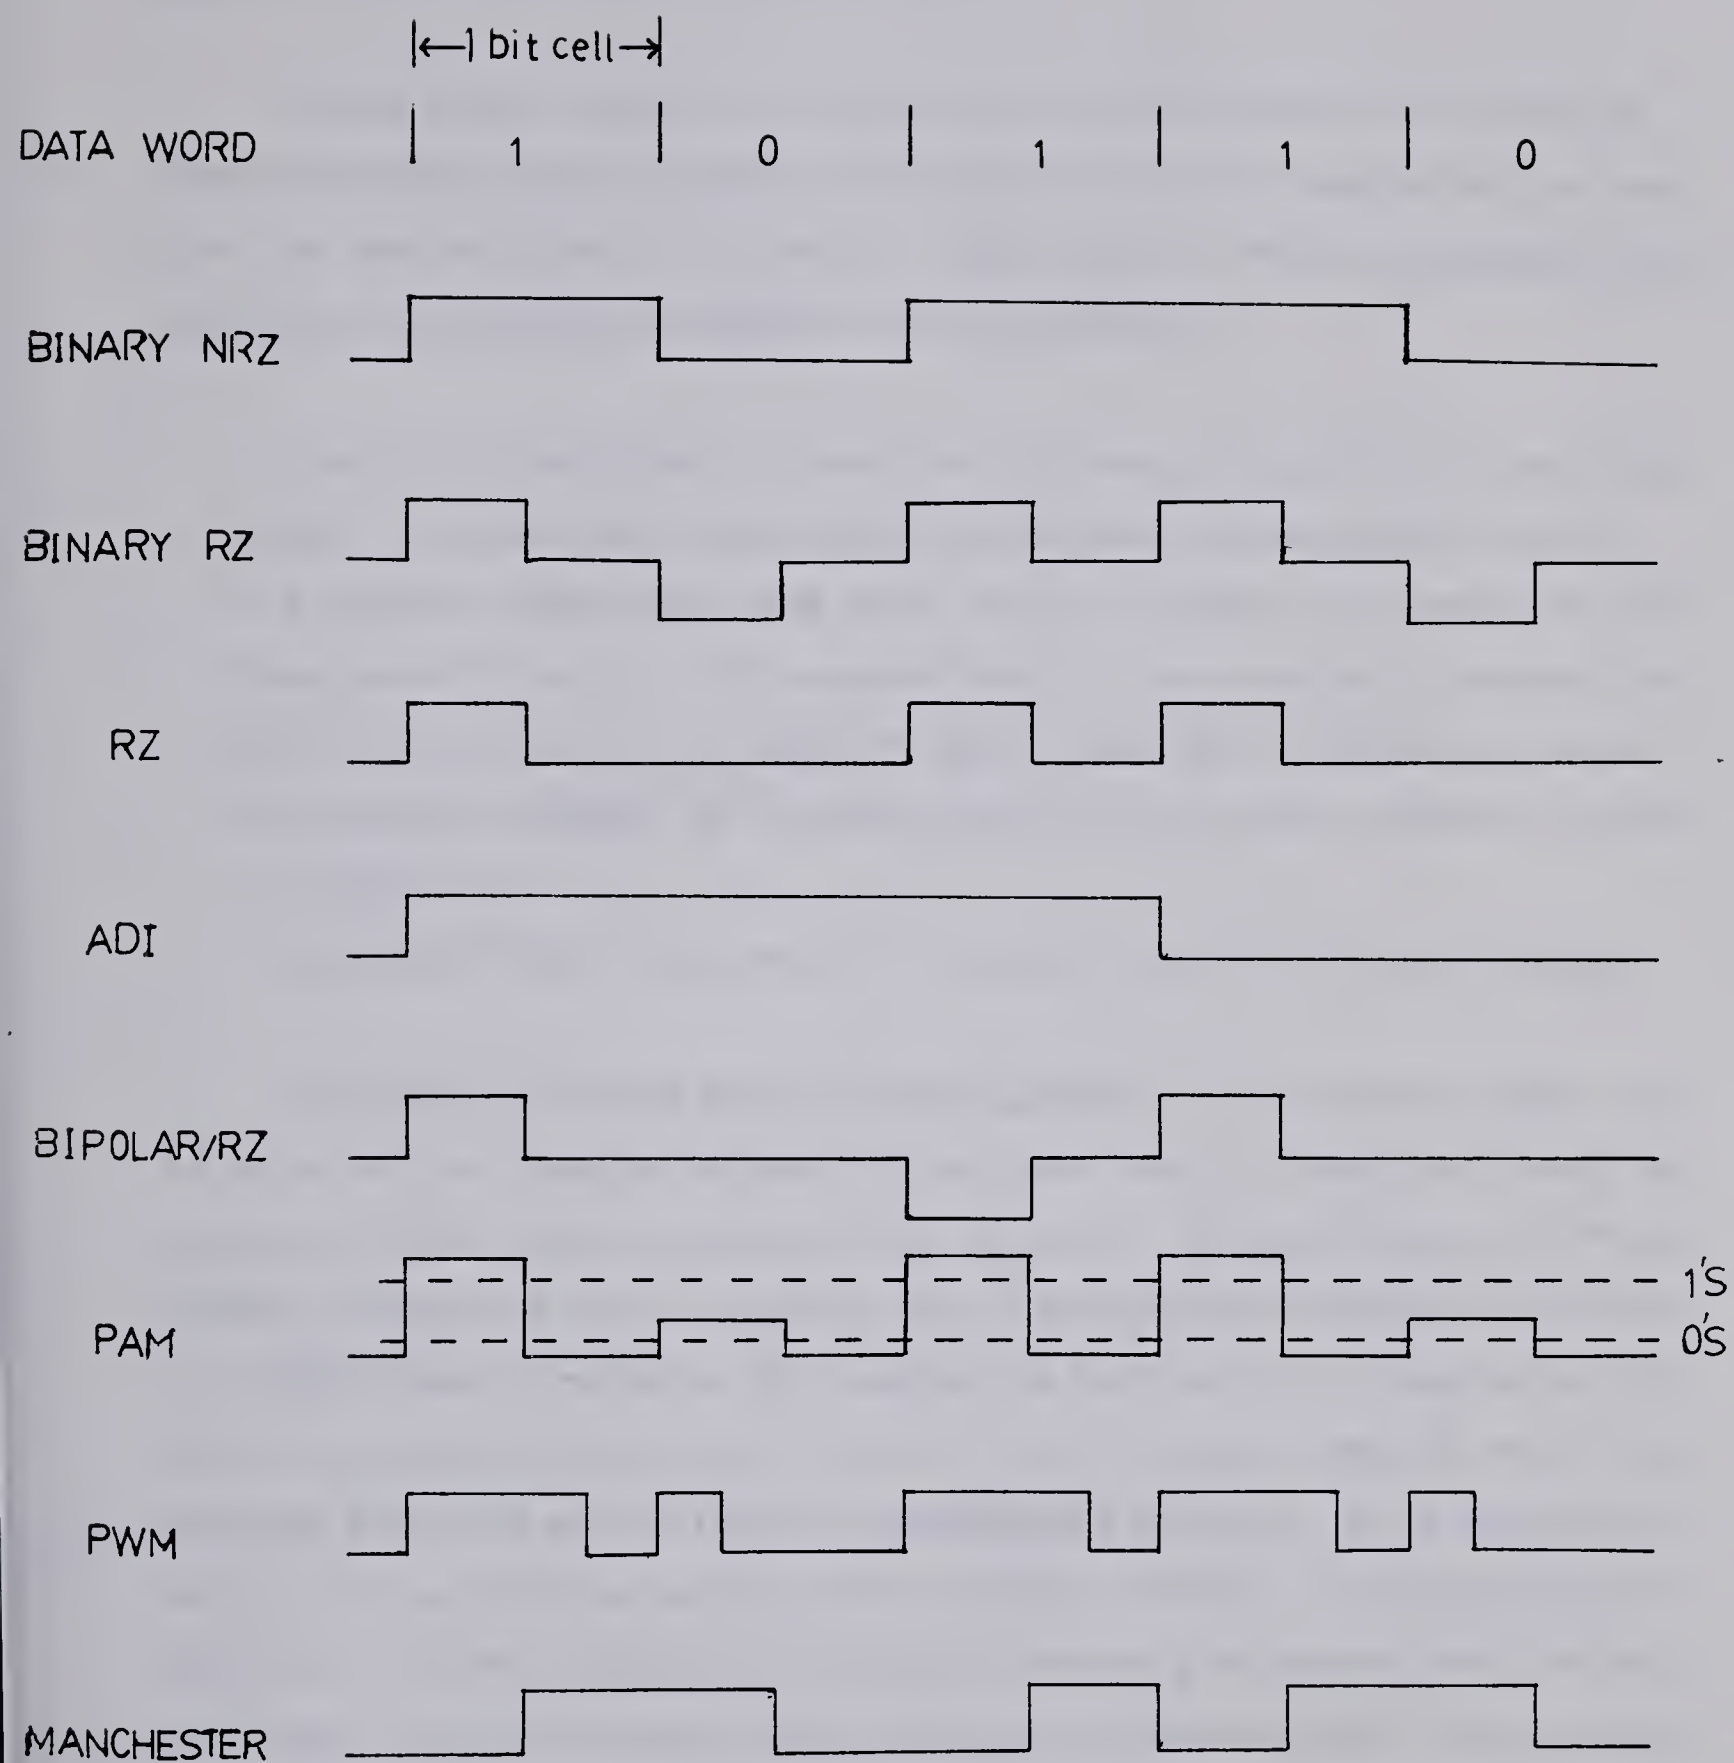 1 bit cell
DATA WORD 1 0 1 1 0
BINARY NRZ
BINARY RZ
RZ
ADI
BIPOLAR/RZ
1'S
PAM 0'S
PWM
MANCHESTER